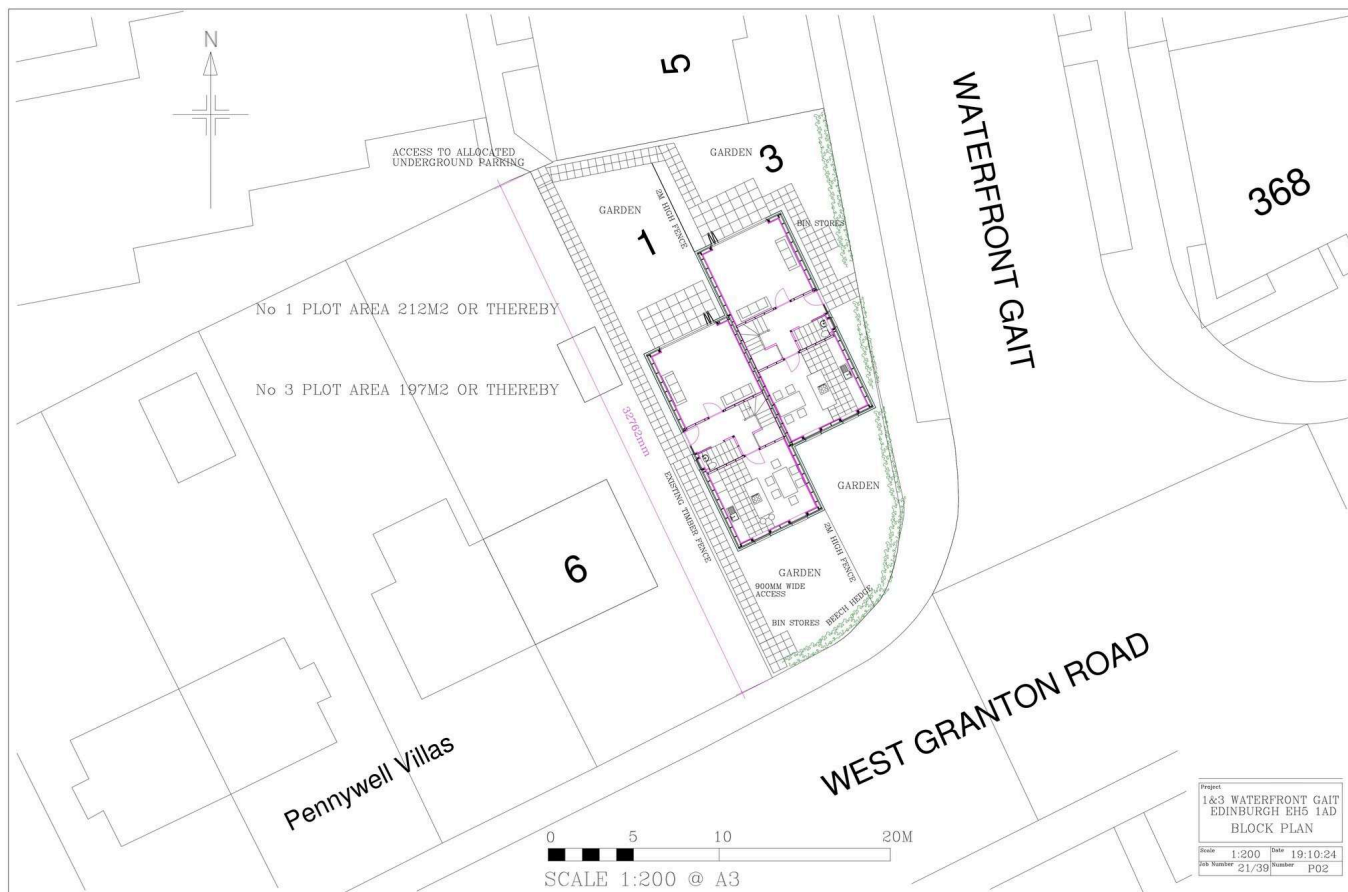 N
5
WATERFRONT GAIT
368
ACCESS TO ALLOCATED
UNDERGROUND PARKING
GARDEN
3
GARDEN
1
2M HIGH FENCE
BIN STORES
No 1 PLOT AREA 212M2 OR THEREBY
No 3 PLOT AREA 197M2 OR THEREBY
32762mm
EXISTING TIMBER FENCE
GARDEN
2M HIGH FENCE
GARDEN
900MM WIDE
ACCESS
BEECH HEDGE
BIN STORES
6
Pennywell Villas
WEST GRANTON ROAD
0 5 10 20M
SCALE 1:200 @ A3
Project
1&3 WATERFRONT GAIT
EDINBURGH EH5 1AD
BLOCK PLAN
Scale 1:200 Date 19:10:24
Job Number 21/39 Number P02